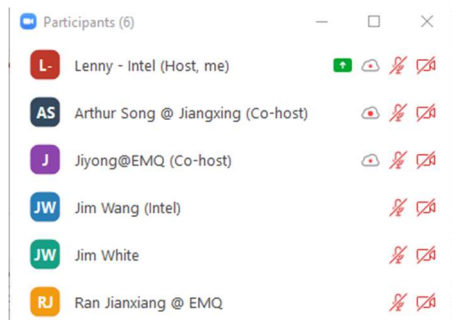 Participants (6)
L- Lenny - Intel (Host, me)
AS Arthur Song @ Jiangxing (Co-host)
J Jiyong@EMQ (Co-host)
JW Jim Wang (Intel)
JW Jim White
RJ Ran Jianxiang @ EMQ